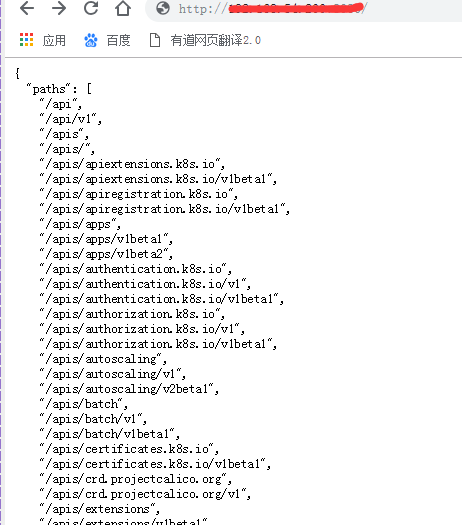 http://
应用 百度 有道网页翻译2.0
{
"paths": [
"/api",
"/api/v1",
"/apis",
"/apis/",
"/apis/apiextensions.k8s.io",
"/apis/apiextensions.k8s.io/v1beta1",
"/apis/apiregistration.k8s.io",
"/apis/apiregistration.k8s.io/v1beta1",
"/apis/apps",
"/apis/apps/v1beta1",
"/apis/apps/v1beta2",
"/apis/authentication.k8s.io",
"/apis/authentication.k8s.io/v1",
"/apis/authentication.k8s.io/v1beta1",
"/apis/authorization.k8s.io",
"/apis/authorization.k8s.io/v1",
"/apis/authorization.k8s.io/v1beta1",
"/apis/autoscaling",
"/apis/autoscaling/v1",
"/apis/autoscaling/v2beta1",
"/apis/batch",
"/apis/batch/v1",
"/apis/batch/v1beta1",
"/apis/certificates.k8s.io",
"/apis/certificates.k8s.io/v1beta1",
"/apis/crd.projectcalico.org",
"/apis/crd.projectcalico.org/v1",
"/apis/extensions",
"/apis/extensions/v1beta1",